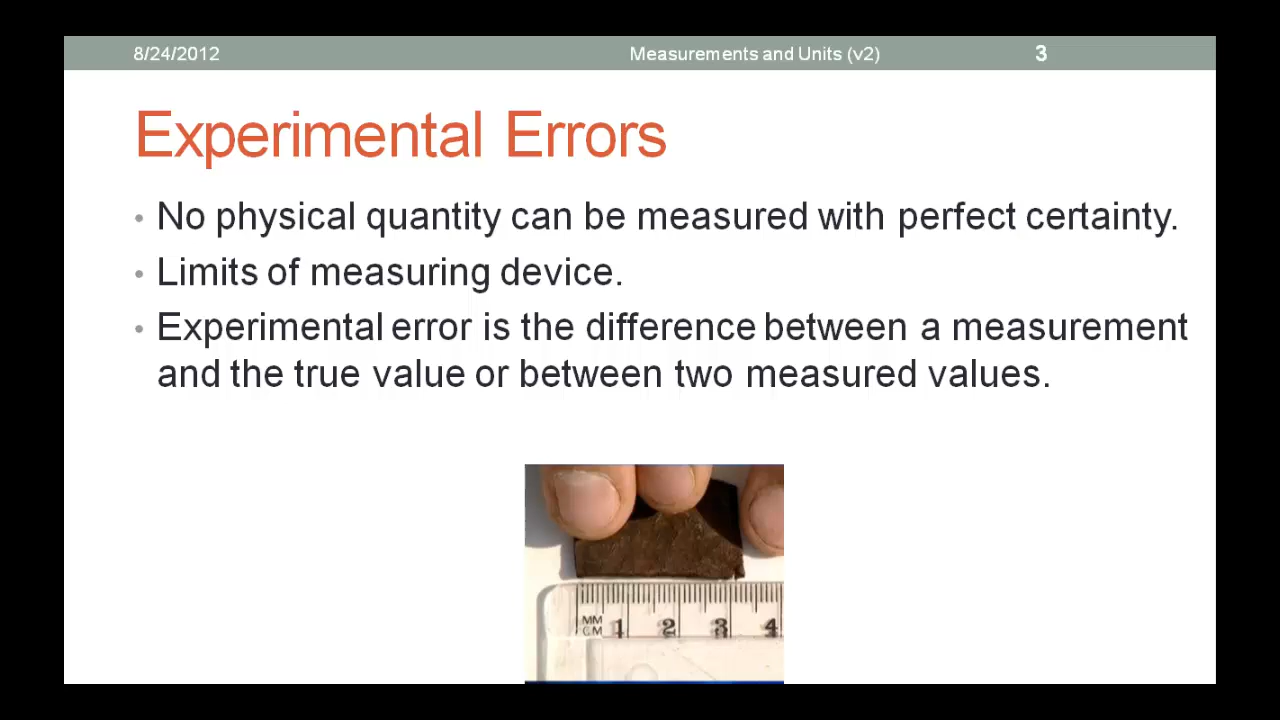 8/24/2012 Measurements and Units (v2) 3
Experimental Errors
• No physical quantity can be measured with perfect certainty.
• Limits of measuring device.
• Experimental error is the difference between a measurement
and the true value or between two measured values.
MM
CM 1 2 3 4